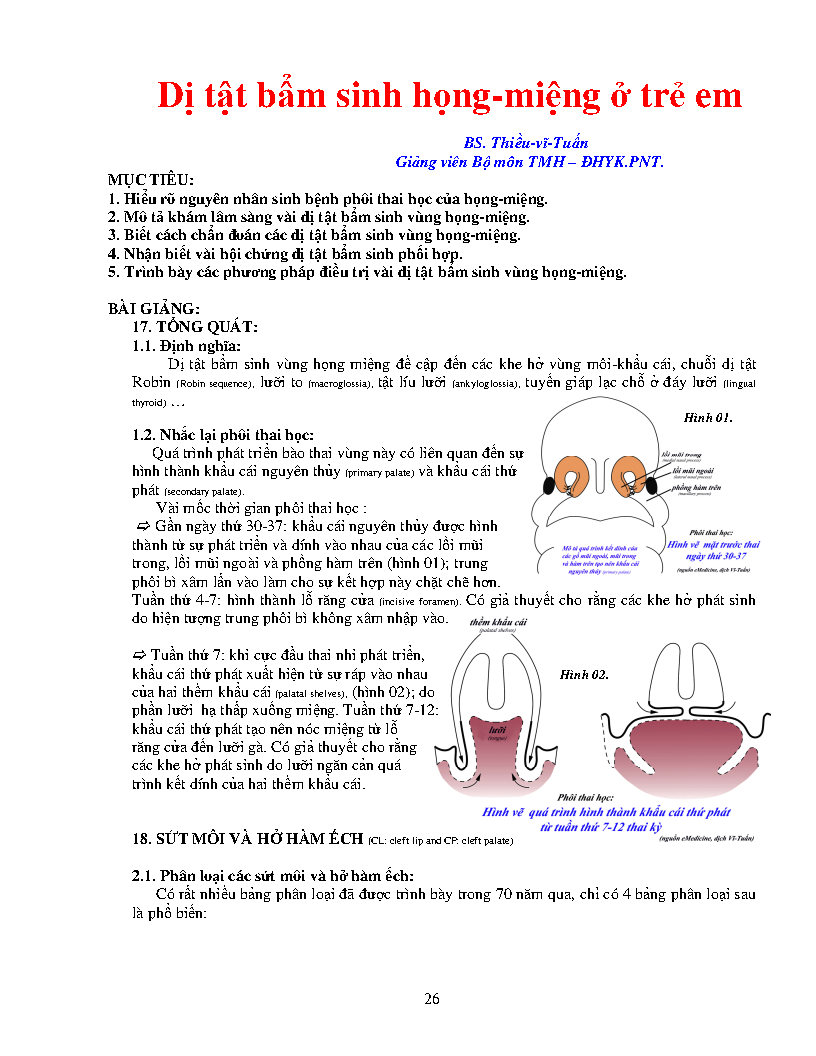 Dị tật bẩm sinh họng-miệng ở trẻ em
BS. Thiều-vĩ-Tuấn
Giảng viên Bộ môn TMH – ĐHYK.PNT.
MỤC TIÊU:
1. Hiểu rõ nguyên nhân sinh bệnh phôi thai học của họng-miệng.
2. Mô tả khám lâm sàng vài dị tật bẩm sinh vùng họng-miệng.
3. Biết cách chẩn đoán các dị tật bẩm sinh vùng họng-miệng.
4. Nhận biết vài hội chứng dị tật bẩm sinh phối hợp.
5. Trình bày các phương pháp điều trị vài dị tật bẩm sinh vùng họng-miệng.
BÀI GIẢNG:
17. TỔNG QUÁT:
1.1. Định nghĩa:
Dị tật bẩm sinh vùng họng miệng đề cập đến các khe hở vùng môi-khẩu cái, chuỗi dị tật
Robin (Robin sequence), lưỡi to (macroglossia), tật líu lưỡi (ankyloglossia), tuyến giáp lạc chỗ ở đáy lưỡi (lingual
thyroid) …
Hình 01.
1.2. Nhắc lại phôi thai học:
Quá trình phát triển bào thai vùng này có liên quan đến sự
hình thành khẩu cái nguyên thủy (primary palate) và khẩu cái thứ
phát (secondary palate).
Vài mốc thời gian phôi thai học :
➯ Gần ngày thứ 30-37: khẩu cái nguyên thủy được hình
thành từ sự phát triển và dính vào nhau của các lồi mũi
trong, lồi mũi ngoài và phồng hàm trên (hình 01); trung
phôi bì xâm lấn vào làm cho sự kết hợp này chặt chẽ hơn.
Tuần thứ 4-7: hình thành lỗ răng cửa (incisive foramen). Có giả thuyết cho rằng các khe hở phát sinh
do hiện tượng trung phôi bì không xâm nhập vào.
lồi mũi trong
(medial nasal process)
lồi mũi ngoài
(lateral nasal process)
phồng hàm trên
(maxillary process)
Mô tả quá trình kết dính của
các gồ mũi ngoài, mũi trong
và hàm trên tạo nên khẩu cái
nguyên thủy (primary palate)
Phôi thai học:
Hình vẽ mặt trước thai
ngày thứ 30-37
(nguồn eMedicine, dịch Vĩ-Tuấn)
➯ Tuần thứ 7: khi cực đầu thai nhi phát triển,
khẩu cái thứ phát xuất hiện từ sự ráp vào nhau
của hai thềm khẩu cái (palatal shelves), (hình 02); do
phần lưỡi hạ thấp xuống miệng. Tuần thứ 7-12:
khẩu cái thứ phát tạo nên nóc miệng từ lỗ
răng cửa đến lưỡi gà. Có giả thuyết cho rằng
các khe hở phát sinh do lưỡi ngăn cản quá
trình kết dính của hai thềm khẩu cái.
thềm khẩu cái
(palatal shelves)
Hình 02.
lưỡi
(tongue)
Phôi thai học:
Hình vẽ quá trình hình thành khẩu cái thứ phát
từ tuần thứ 7-12 thai kỳ
(nguồn eMedicine, dịch Vĩ-Tuấn)
18. SỨT MÔI VÀ HỞ HÀM ẾCH (CL: cleft lip and CP: cleft palate)
2.1. Phân loại các sứt môi và hở hàm ếch:
Có rất nhiều bảng phân loại đã được trình bày trong 70 năm qua, chỉ có 4 bảng phân loại sau
là phổ biến:
26